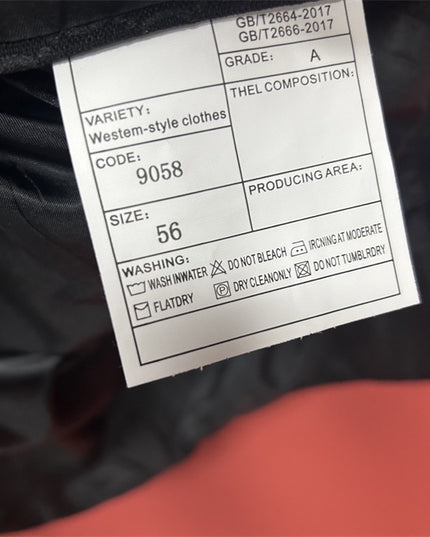 GB/T2664-2017
GB/T2666-2017
GRADE: A
VARIETY:
Westem-style clothes
THEL COMPOSITION:
CODE:
9058
PRODUCING AREA:
SIZE:
56
WASHING:
WASH INWATER DO NOT BLEACH IRCNING AT MODERATE
FLATDRY DRY CLEANONLY DO NOT TUMBLRDRY